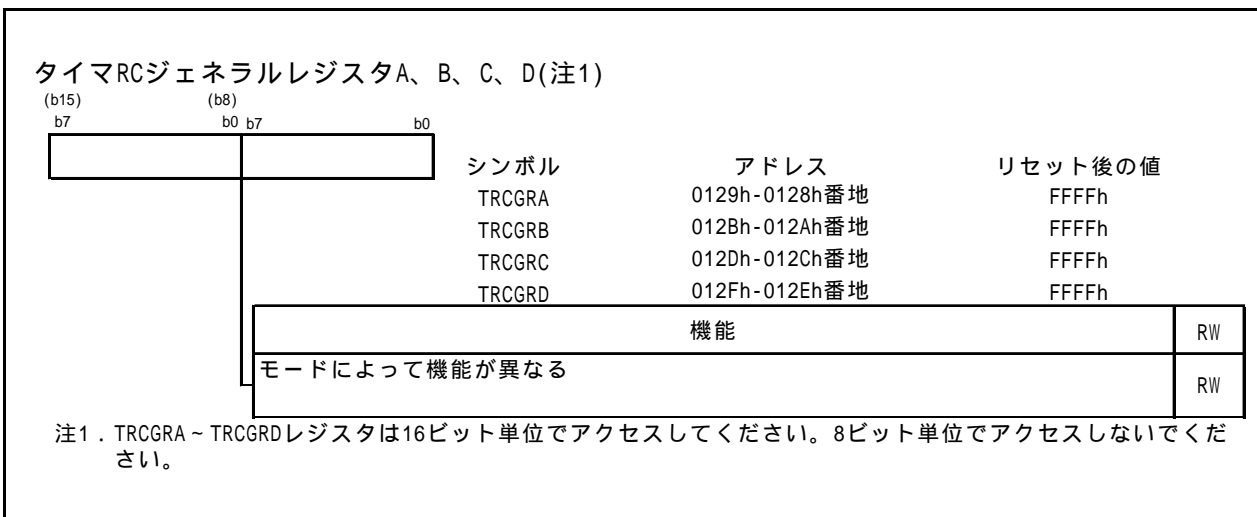 タイマRCジェネラルレジスタA、B、C、D(注1)
(b15) (b8)
b7 b0 b7 b0
シンボル アドレス リセット後の値
TRCGRA 0129h-0128h番地 FFFFh
TRCGRB 012Bh-012Ah番地 FFFFh
TRCGRC 012Dh-012Ch番地 FFFFh
TRCGRD 012Fh-012Eh番地 FFFFh
機能 RW
モードによって機能が異なる RW
注1．TRCGRA～TRCGRDレジスタは16ビット単位でアクセスしてください。8ビット単位でアクセスしないでくだ
さい。